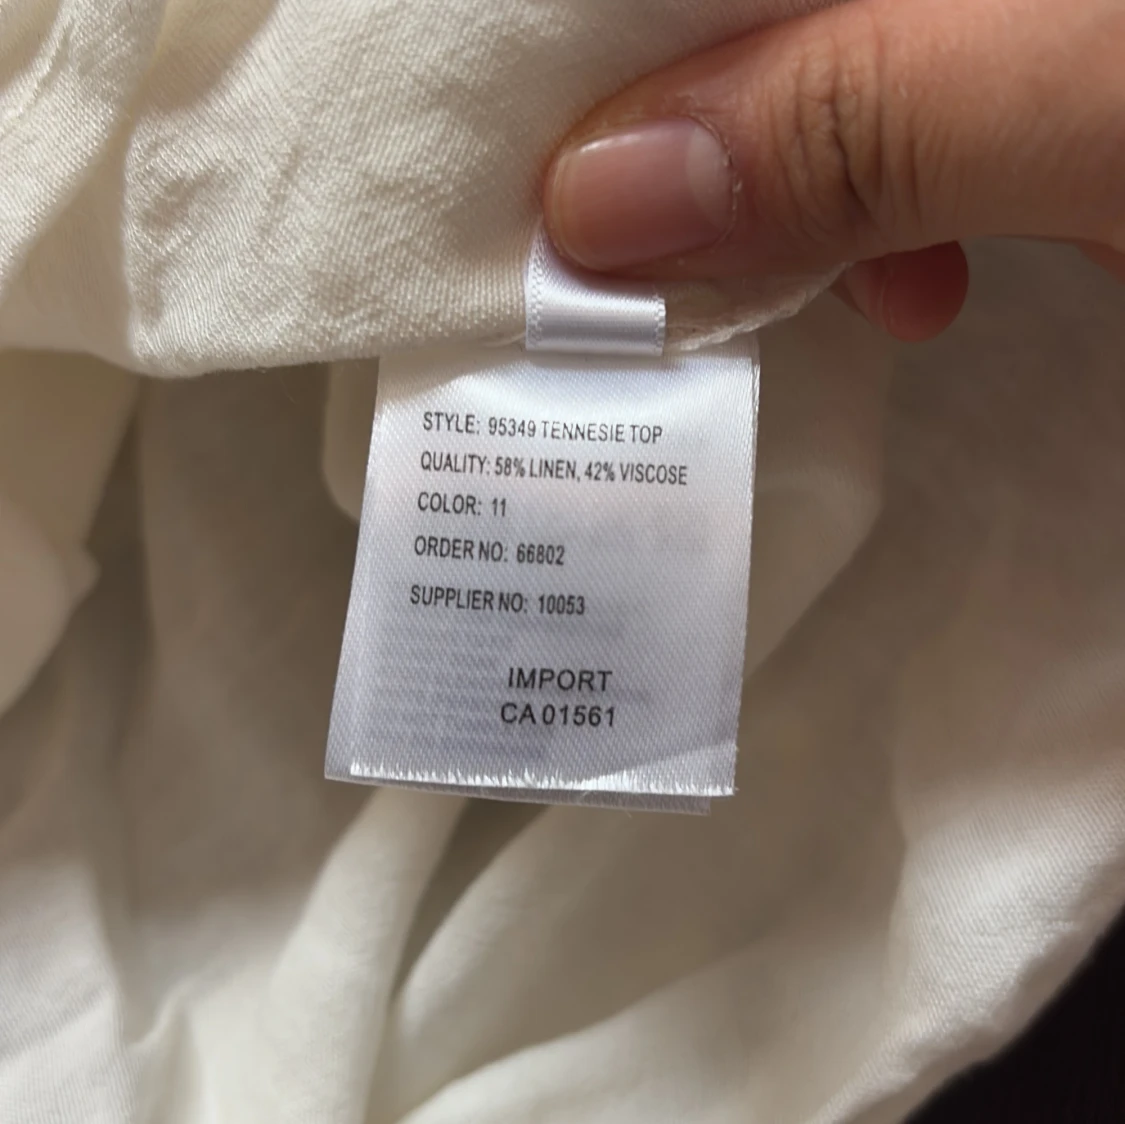 STYLE: 95349 TENNESIE TOP
QUALITY: 58% LINEN, 42% VISCOSE
COLOR: 11
ORDER NO: 66802
SUPPLIER NO: 10053
IMPORT
CA 01561